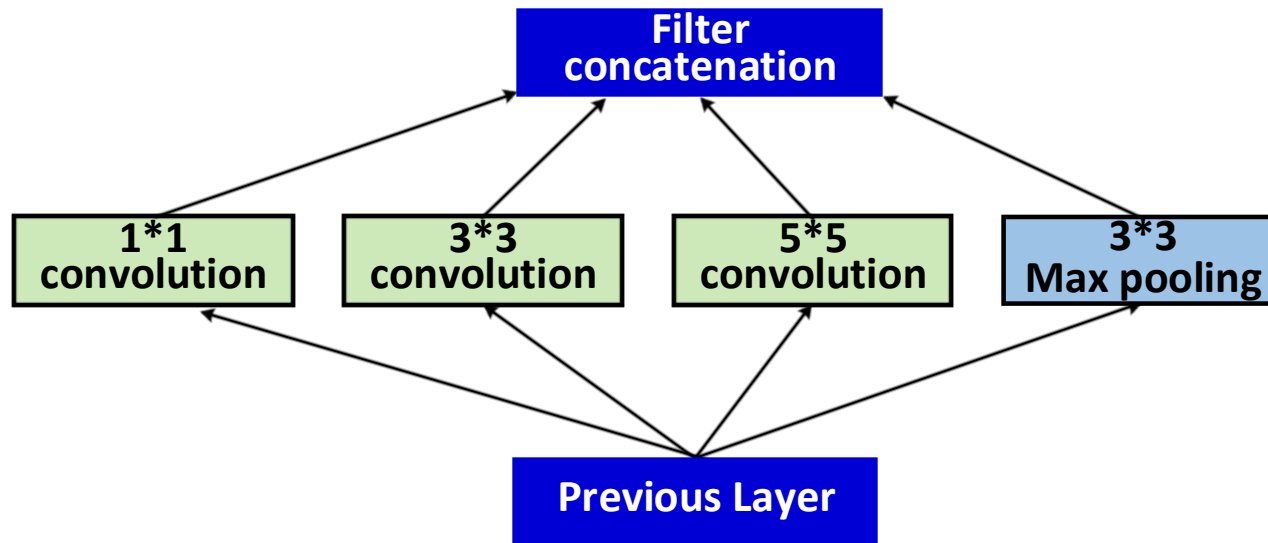 Filter
concatenation
1*1
convolution
3*3
convolution
5*5
convolution
3*3
Max pooling
Previous Layer